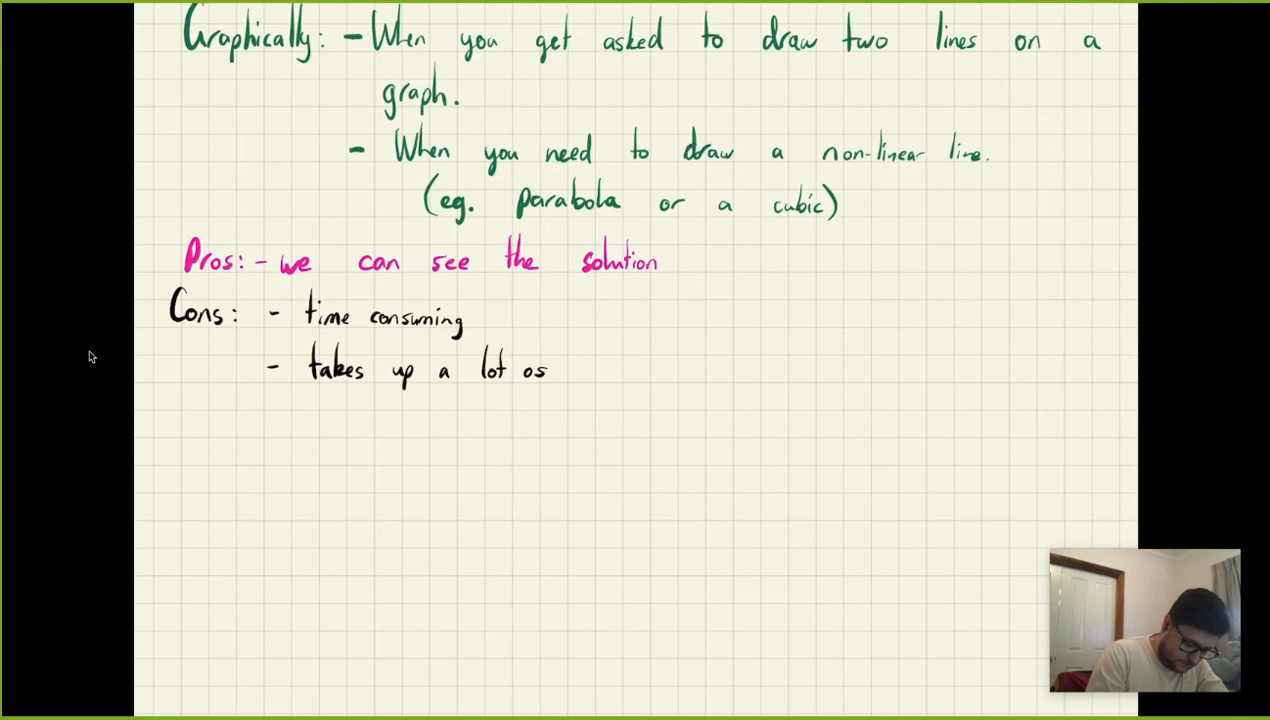 Graphically: - When you get asked to draw two lines on a
graph.
- When you need to draw a non-linear line.
(eg. parabola or a cubic)
Pros: - we can see the solution
Cons: - time consuming
- takes up a lot os